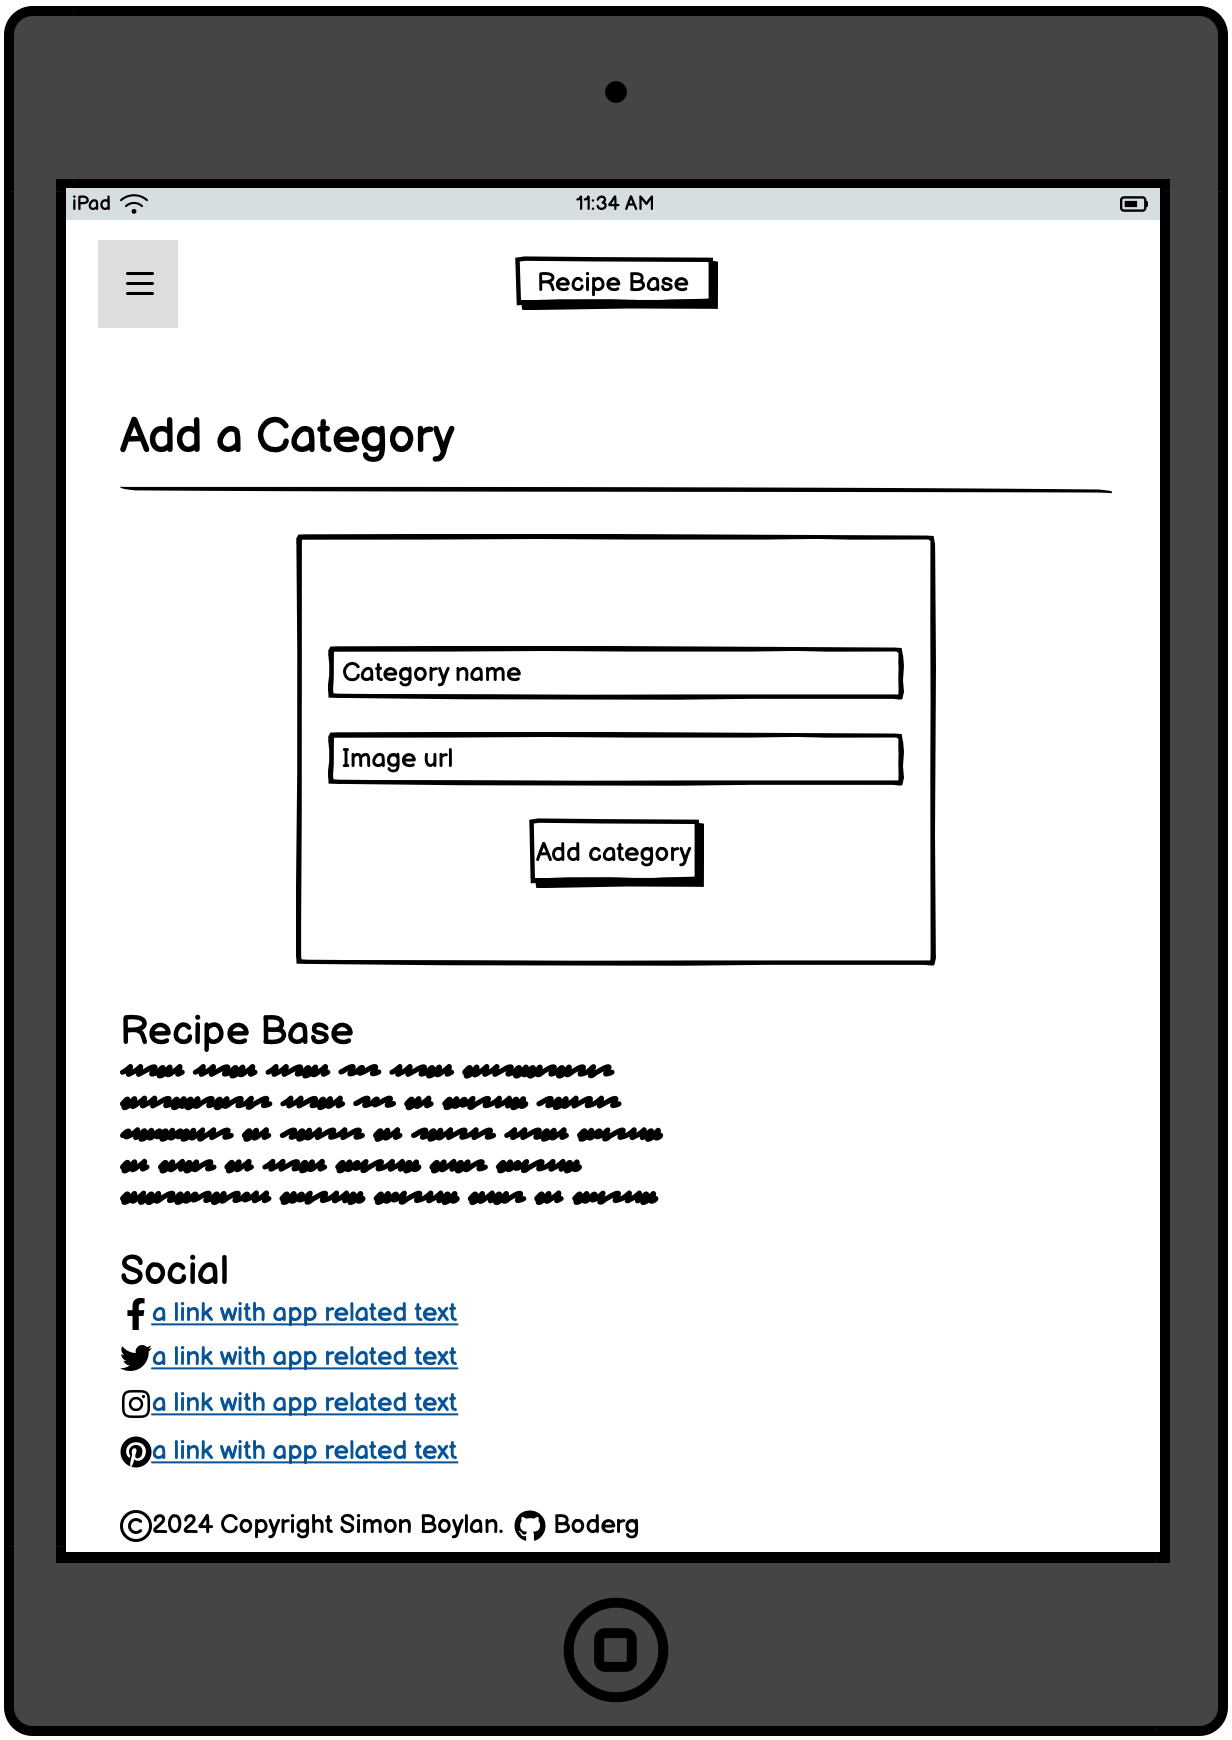 iPad 11:34 AM
Recipe Base
Add a Category
Category name
Image url
Add category
Recipe Base
Social
a link with app related text
a link with app related text
a link with app related text
a link with app related text
©2024 Copyright Simon Boylan. Boderg